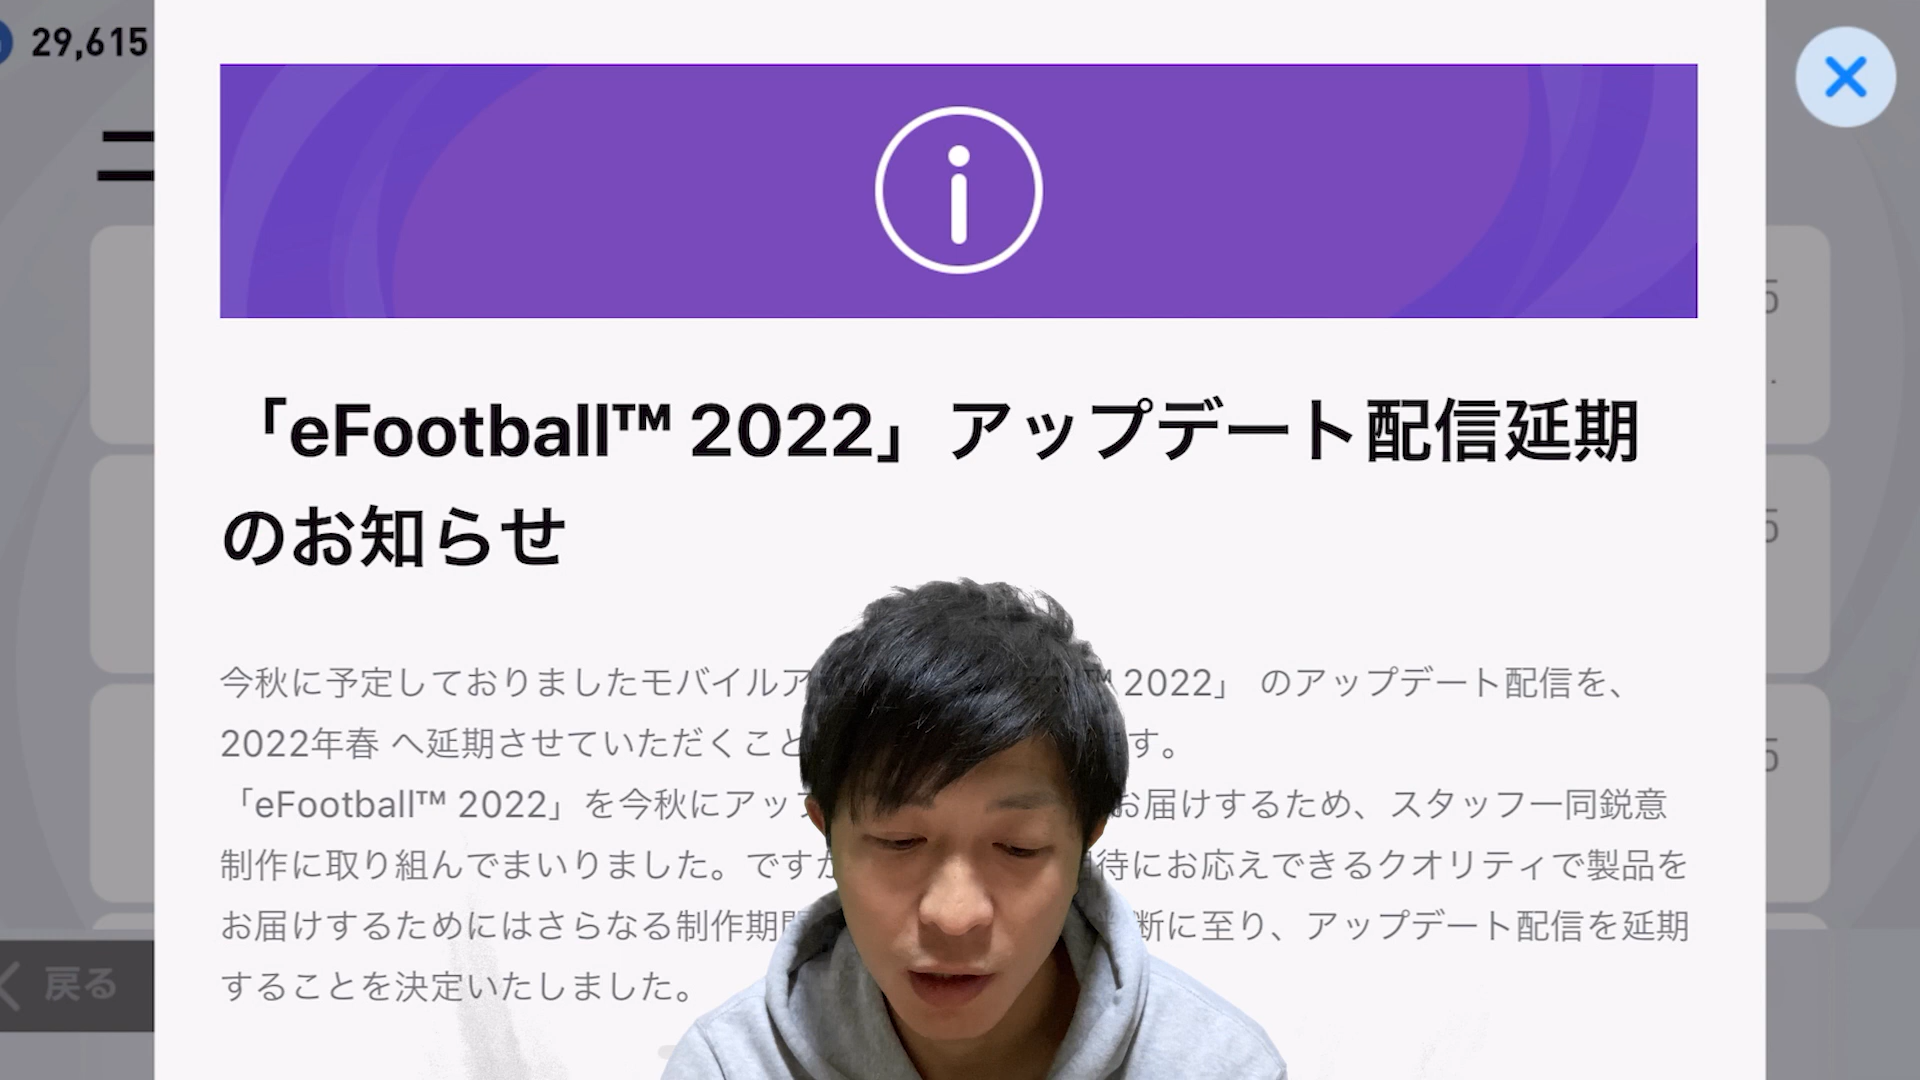 29,615
「eFootball™ 2022」アップデート配信延期
のお知らせ
今秋に予定しておりましたモバイルア 2022」 のアップデート配信を、
2022年春 へ延期させていただくこと す。
「eFootball™ 2022」を今秋にアップ お届けするため、スタッフ一同鋭意
制作に取り組んでまいりました。ですが 期待にお応えできるクオリティで製品を
お届けするためにはさらなる制作期間 判断に至り、アップデート配信を延期
することを決定いたしました。
戻る